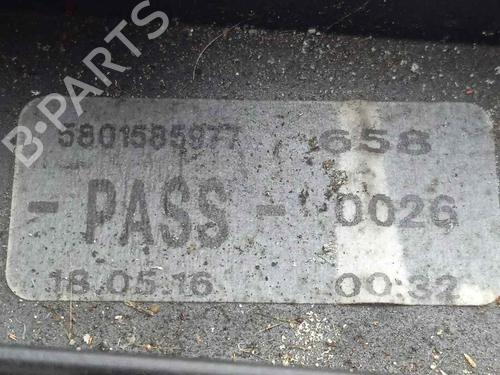 B-PARTS
5801585977 658
- PASS - 0026
18.05.16 00:32